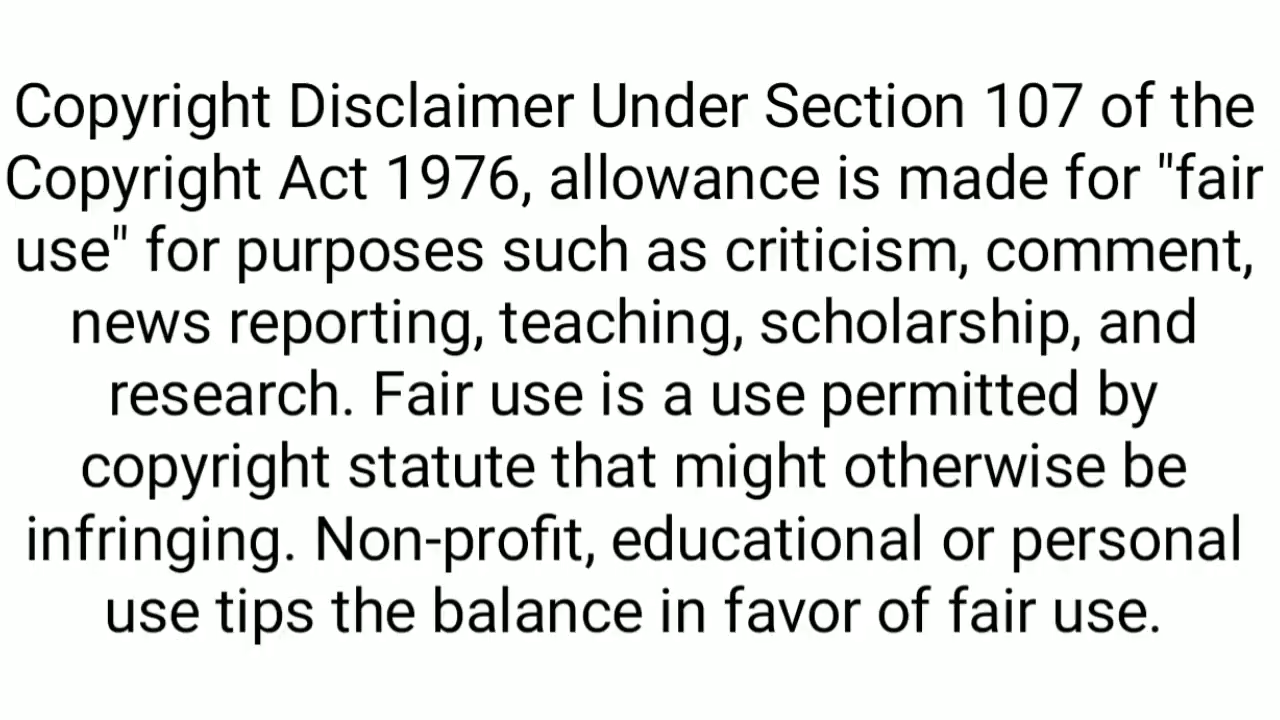 Copyright Disclaimer Under Section 107 of the
Copyright Act 1976, allowance is made for "fair
use" for purposes such as criticism, comment,
news reporting, teaching, scholarship, and
research. Fair use is a use permitted by
copyright statute that might otherwise be
infringing. Non-profit, educational or personal
use tips the balance in favor of fair use.